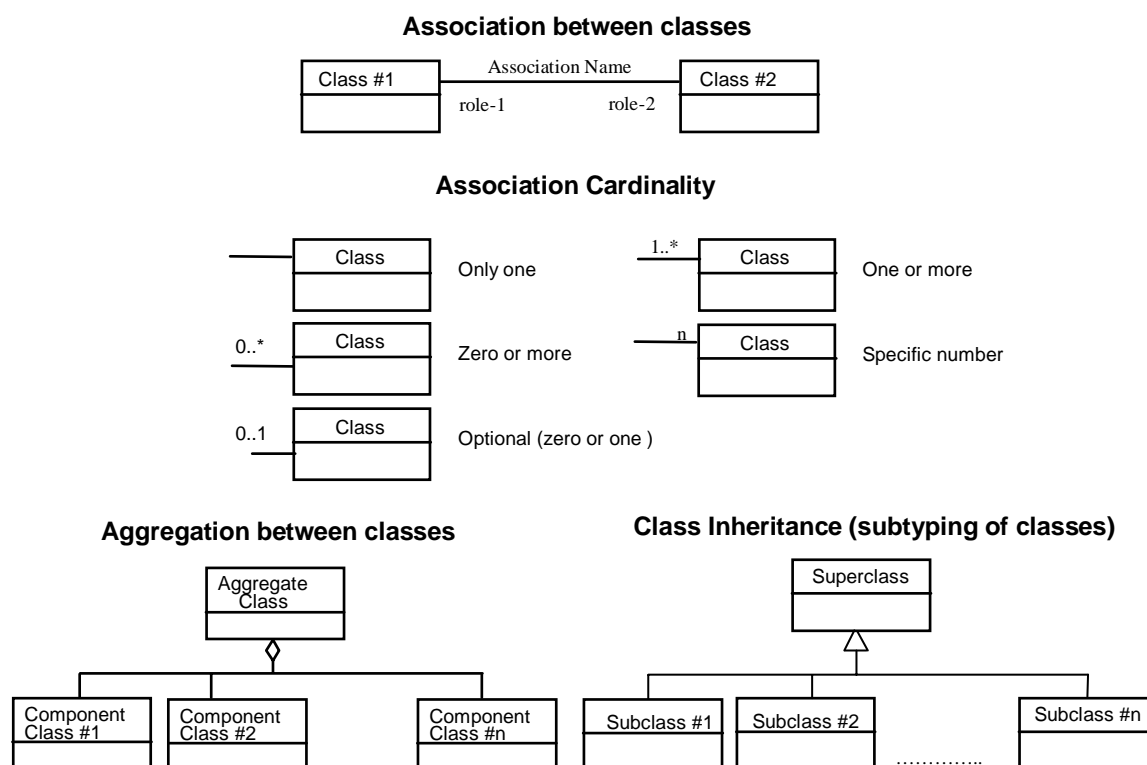 Association between classes
Class #1
Association Name
Class #2
role-1
role-2
Association Cardinality
Class
Only one
1..*
Class
One or more
0..*
Class
Zero or more
n
Class
Specific number
0..1
Class
Optional (zero or one )
Aggregation between classes
Aggregate
Class
Component
Class #1
Component
Class #2
Component
Class #n
Class Inheritance (subtyping of classes)
Superclass
Subclass #1
Subclass #2
Subclass #n
…………..